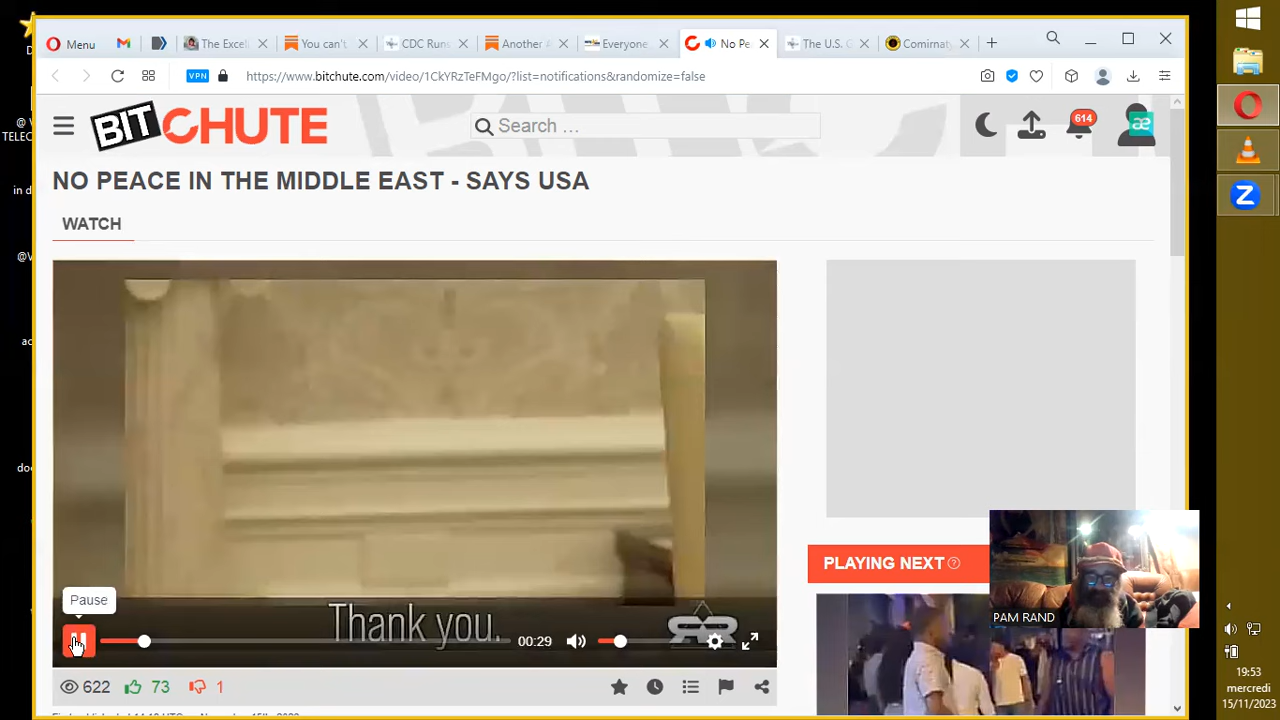 Menu
The Excell
You can't
CDC Runs
Another
Everyone
No Pe
The U.S. C
Comirnaty
VPN
https://www.bitchute.com/video/1CkYRzTeFMgo/?list=notifications&randomize=false
BITCHUTE
Search ...
614
æ
NO PEACE IN THE MIDDLE EAST - SAYS USA
WATCH
Pause
Thank you.
00:29
PLAYING NEXT
PAM RAND
622
73
1
19:53
mercredi
15/11/2023